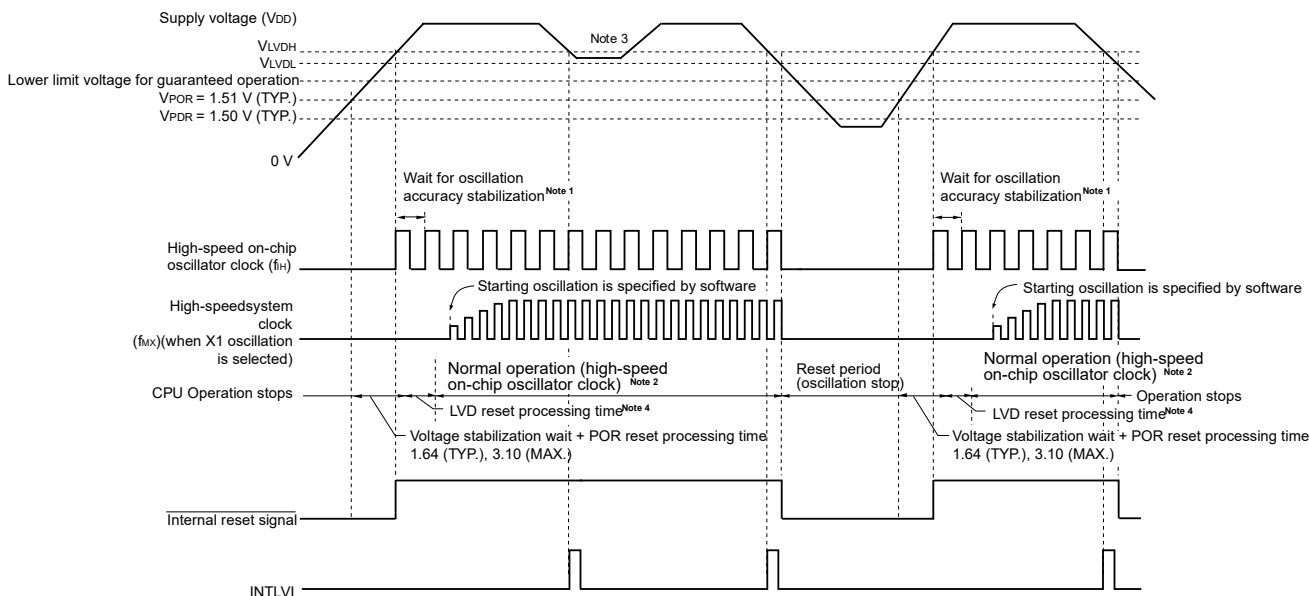 Supply voltage (VDD)
VLVDH
VLVDL
Lower limit voltage for guaranteed operation
VPOR = 1.51 V (TYP.)
VPDR = 1.50 V (TYP.)
0 V
Note 3
Wait for oscillation
accuracy stabilization Note 1
Wait for oscillation
accuracy stabilization Note 1
High-speed on-chip
oscillator clock (fIH)
Starting oscillation is specified by software
Starting oscillation is specified by software
High-speedsystem
clock
(fMX)(when X1 oscillation
is selected)
Normal operation (high-speed
on-chip oscillator clock) Note 2
Reset period
(oscillation stop)
Normal operation (high-speed
on-chip oscillator clock) Note 2
CPU Operation stops
Operation stops
LVD reset processing time Note 4
LVD reset processing time Note 4
Voltage stabilization wait + POR reset processing time
1.64 (TYP.), 3.10 (MAX.)
Voltage stabilization wait + POR reset processing time
1.64 (TYP.), 3.10 (MAX.)
Internal reset signal
INTLVI